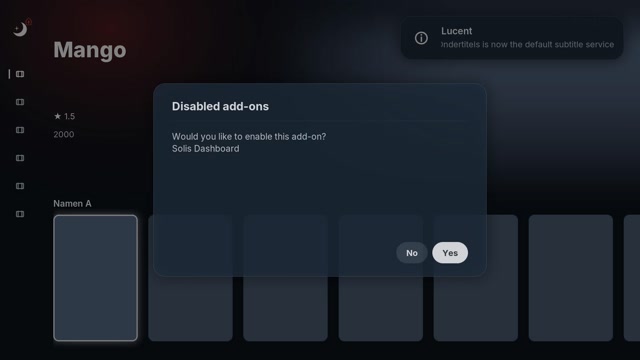 Mango
Lucent
Indertitels is now the default subtitle service
Disabled add-ons
★ 1.5
Would you like to enable this add-on?
2000
Solis Dashboard
Namen A
No
Yes